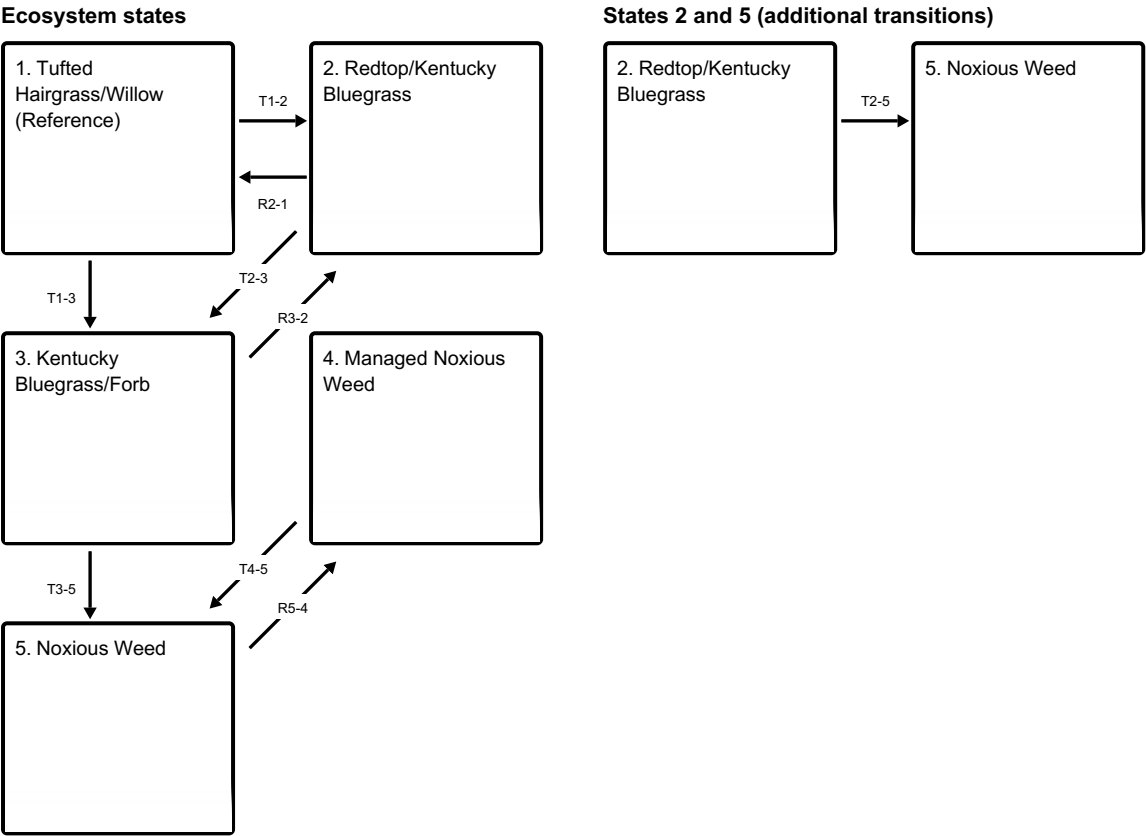 Ecosystem states
1. Tufted
Hairgrass/Willow
(Reference)
T1-2
R2-1
2. Redtop/Kentucky
Bluegrass
T2-3
R3-2
T1-3
3. Kentucky
Bluegrass/Forb
4. Managed Noxious
Weed
T4-5
R5-4
T3-5
5. Noxious Weed
States 2 and 5 (additional transitions)
2. Redtop/Kentucky
Bluegrass
T2-5
5. Noxious Weed